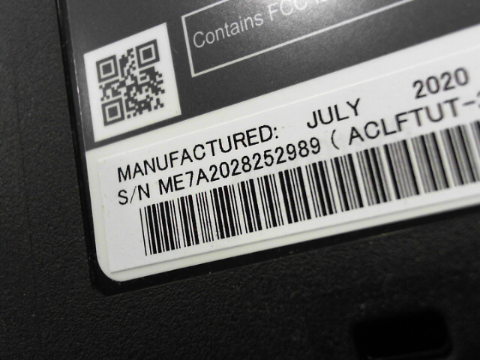 Contains FCC
MANUFACTURED: JULY 2020
S/N ME7A2028252989 ( ACLFTUT-